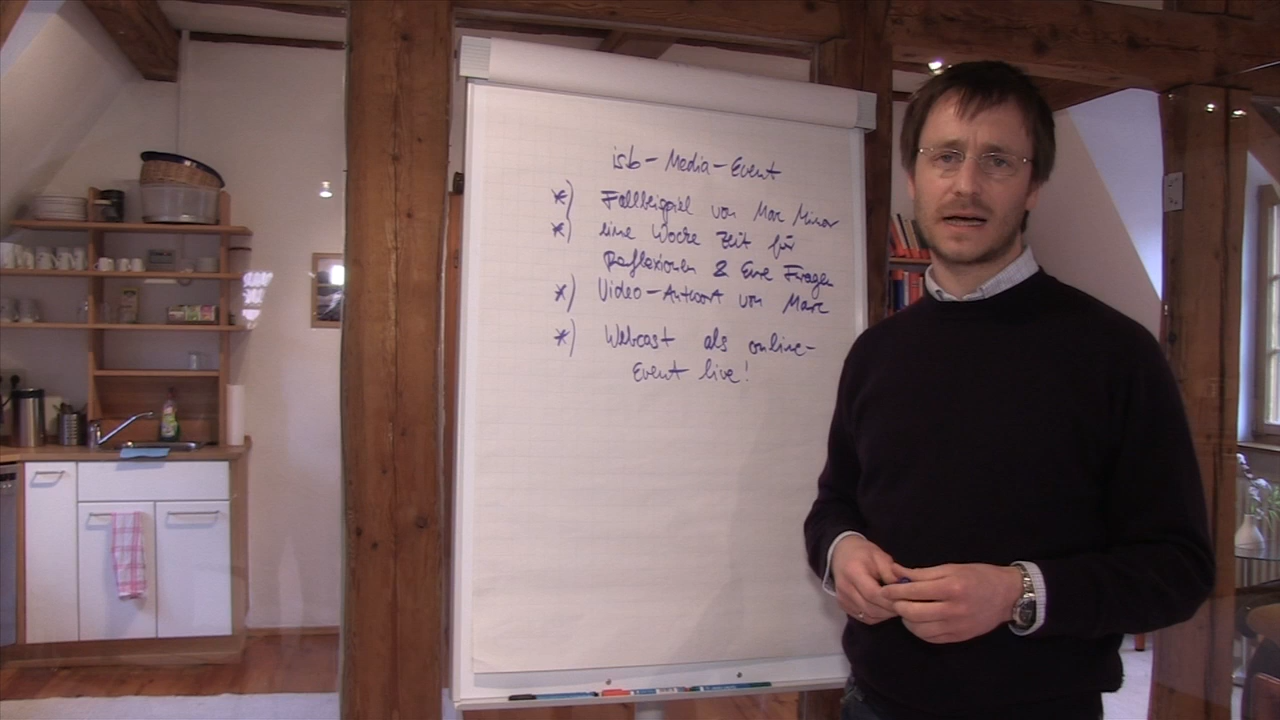 isb - Media - Event
*) Fallbeispiel von Marc Minor
*) eine Woche Zeit für
Reflexionen & Eure Fragen
*) Video - Antwort von Marc
*) Webcast als online-
Event live!